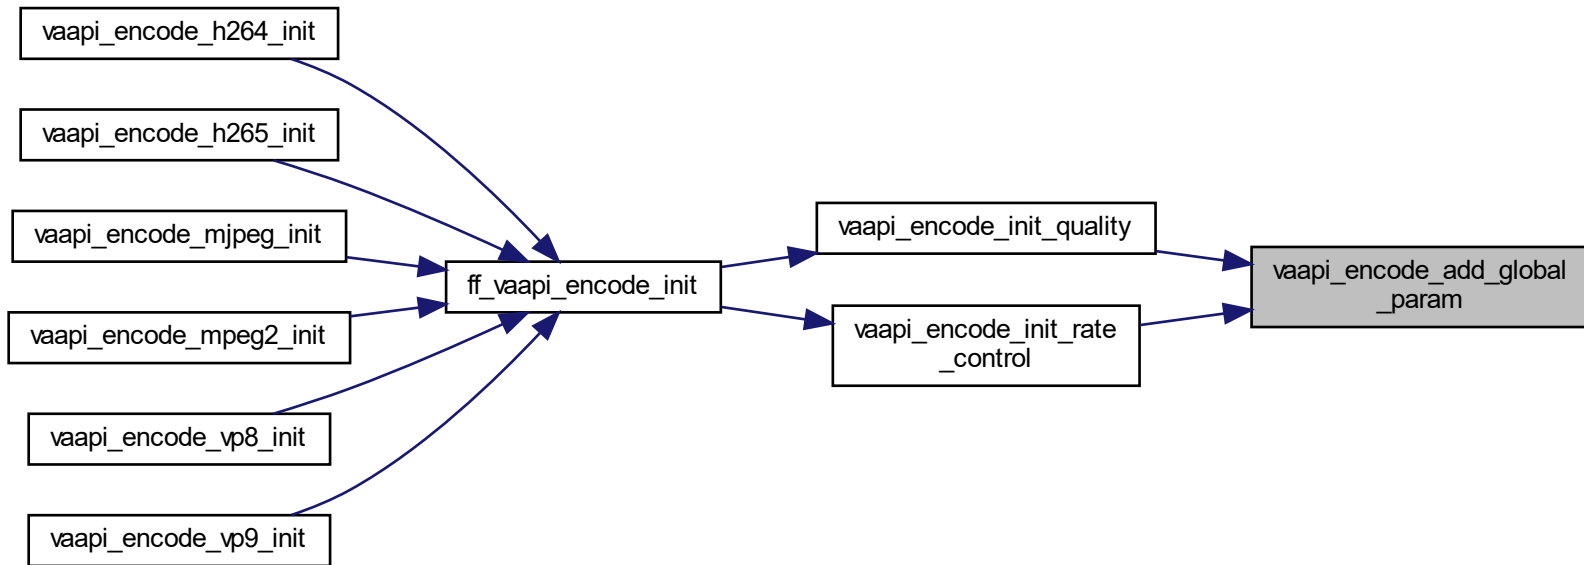 vaapi_encode_h264_init
vaapi_encode_h265_init
vaapi_encode_mjpeg_init
vaapi_encode_mpeg2_init
vaapi_encode_vp8_init
vaapi_encode_vp9_init
ff_vaapi_encode_init
vaapi_encode_init_quality
vaapi_encode_init_rate
_control
vaapi_encode_add_global
_param